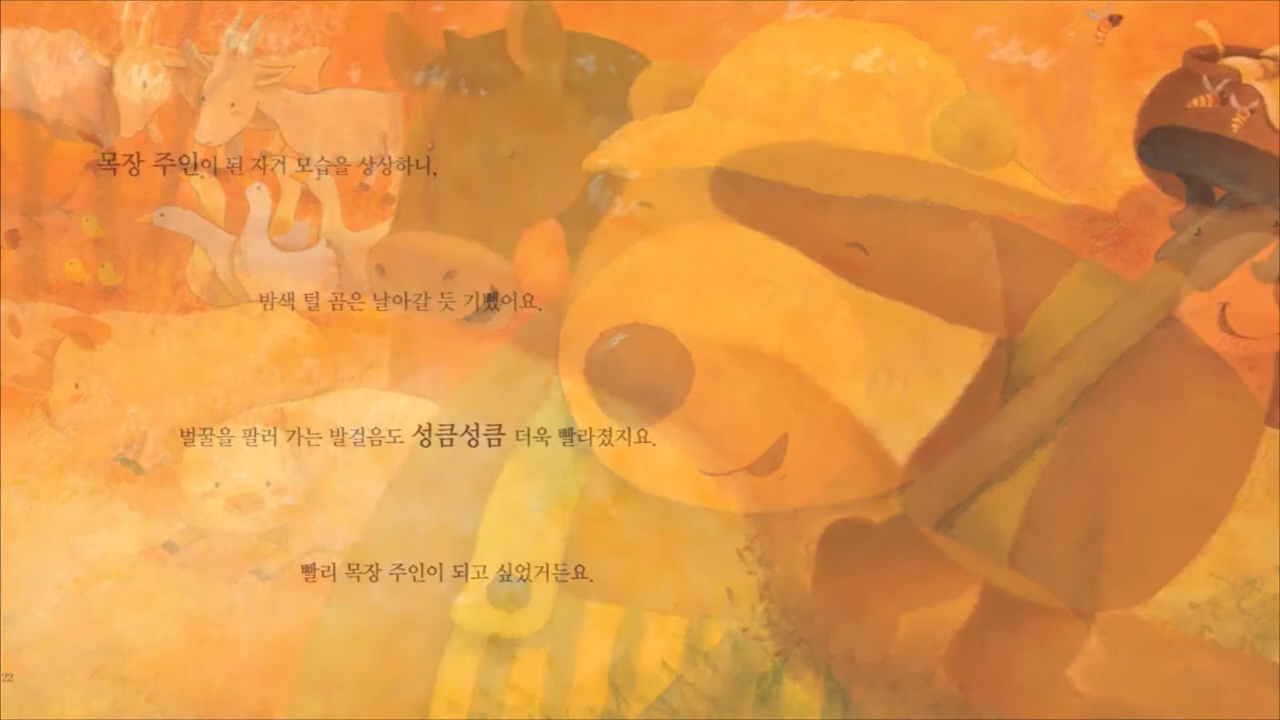 목장 주인이 된 자기 모습을 상상하니,
밤색 털 곰은 날아갈 듯 기뻤어요.
벌꿀을 팔러 가는 발걸음도 성큼성큼 더욱 빨라졌지요.
빨리 목장 주인이 되고 싶었거든요.
22